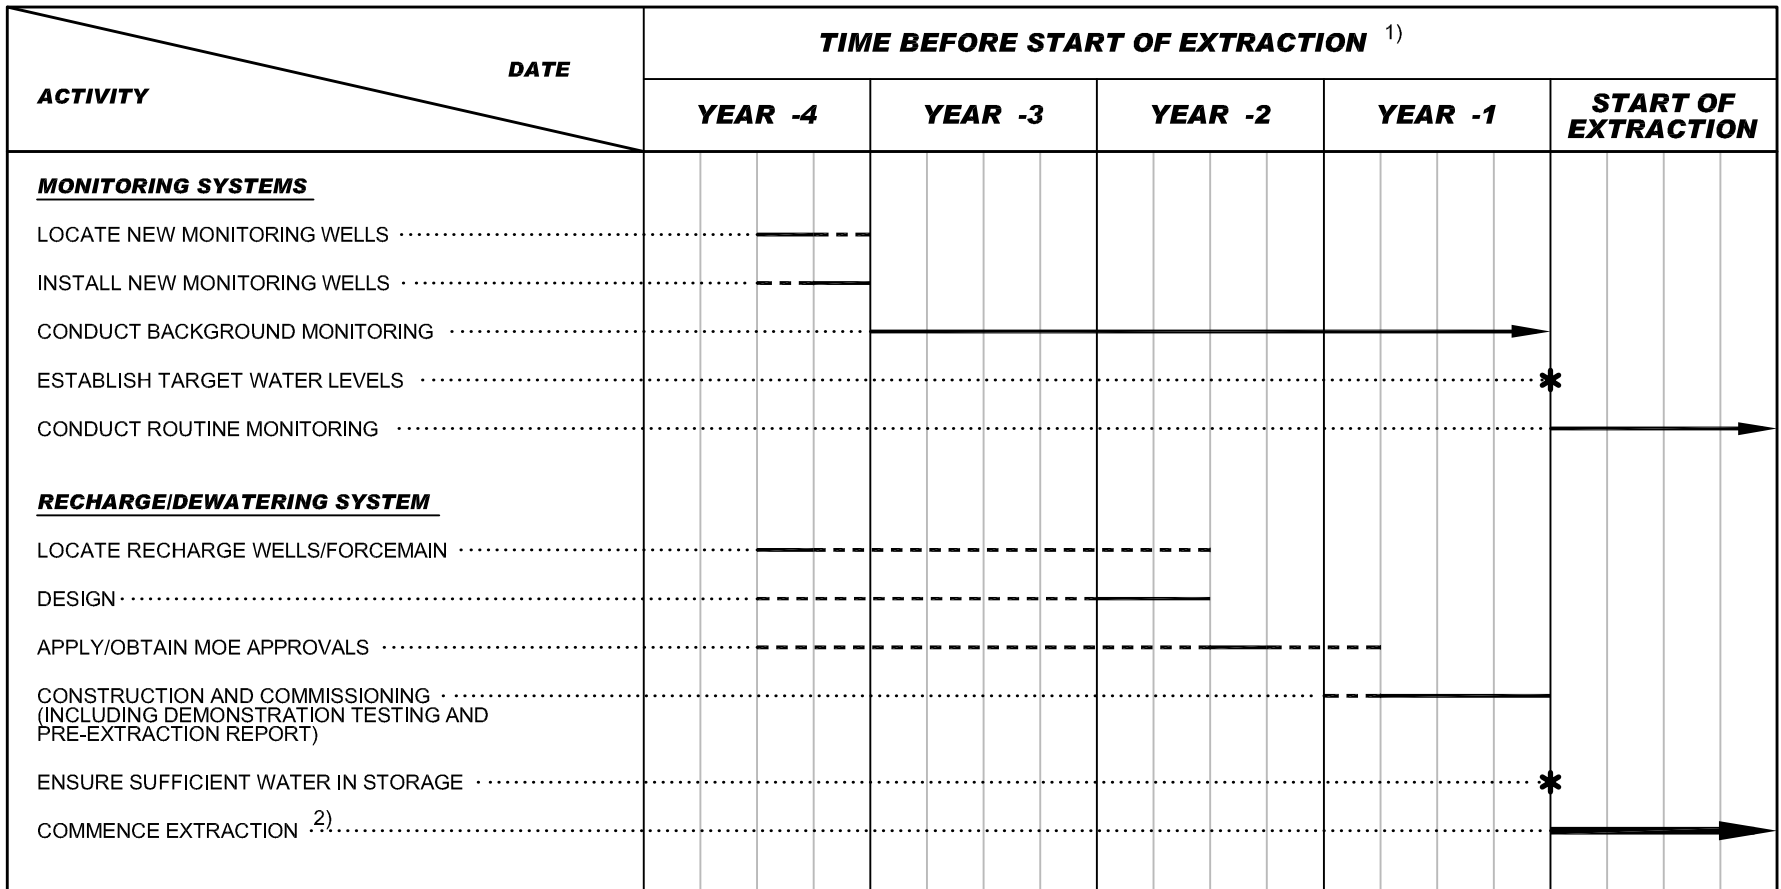 TIME BEFORE START OF EXTRACTION 1)
DATE
ACTIVITY
YEAR -4
YEAR -3
YEAR -2
YEAR -1
START OF
EXTRACTION
MONITORING SYSTEMS
LOCATE NEW MONITORING WELLS
INSTALL NEW MONITORING WELLS
CONDUCT BACKGROUND MONITORING
ESTABLISH TARGET WATER LEVELS
CONDUCT ROUTINE MONITORING
RECHARGE/DEWATERING SYSTEM
LOCATE RECHARGE WELLS/FORCEMAIN
DESIGN
APPLY/OBTAIN MOE APPROVALS
CONSTRUCTION AND COMMISSIONING
(INCLUDING DEMONSTRATION TESTING AND
PRE-EXTRACTION REPORT)
ENSURE SUFFICIENT WATER IN STORAGE
COMMENCE EXTRACTION 2)